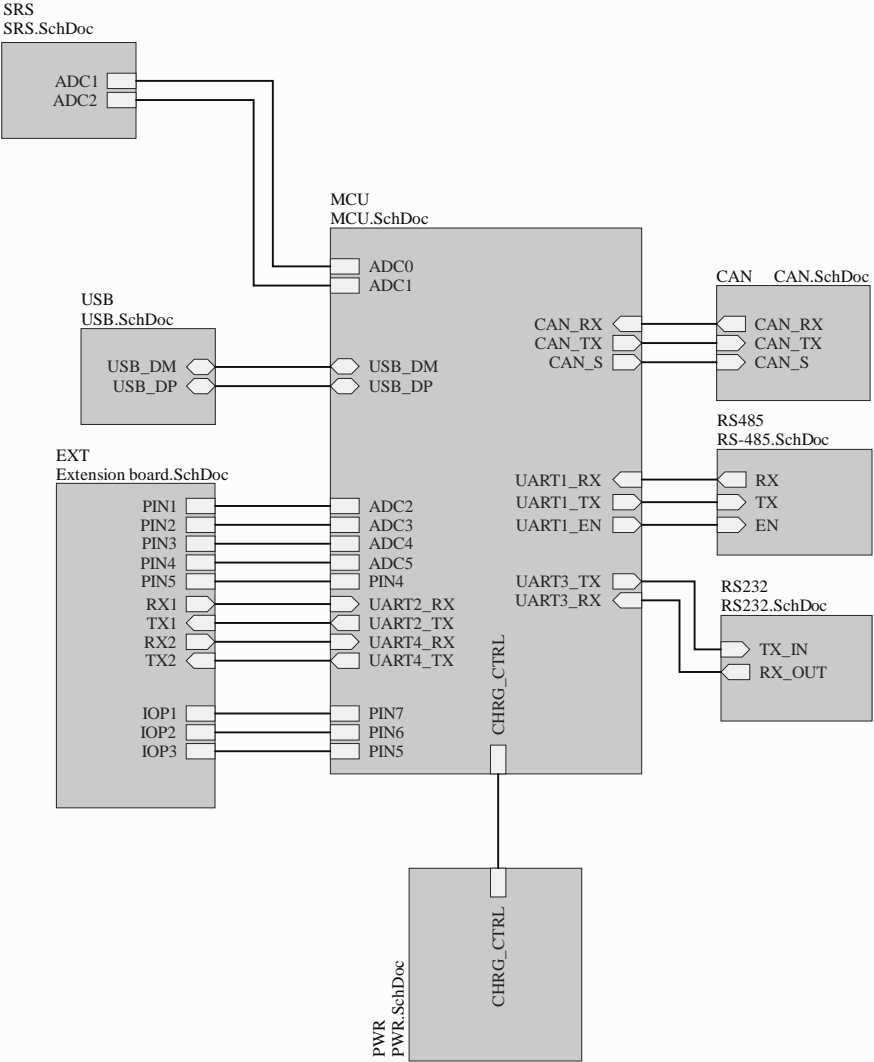 SRS
SRS.SchDoc
ADC1
ADC2
MCU
MCU.SchDoc
ADC0
ADC1
CAN_RX
CAN_TX
CAN_S
USB_DM
USB_DP
UART1_RX
UART1_TX
UART1_EN
ADC2
ADC3
ADC4
ADC5
PIN4
UART3_TX
UART3_RX
UART2_RX
UART2_TX
UART4_RX
UART4_TX
PIN7
PIN6
PIN5
CHRG_CTRL
USB
USB.SchDoc
USB_DM
USB_DP
EXT
Extension board.SchDoc
PIN1
PIN2
PIN3
PIN4
PIN5
RX1
TX1
RX2
TX2
IOP1
IOP2
IOP3
CAN CAN.SchDoc
CAN_RX
CAN_TX
CAN_S
RS485
RS-485.SchDoc
RX
TX
EN
RS232
RS232.SchDoc
TX_IN
RX_OUT
PWR
PWR.SchDoc
CHRG_CTRL